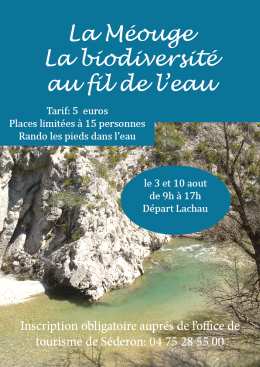 La Méouge
La biodiversité
au fil de l'eau
Tarif: 5 euros
Places limitées à 15 personnes
Rando les pieds dans l'eau
le 3 et 10 aout
de 9h à 17h
Départ Lachau
Inscription obligatoire auprés de l'office de
tourisme de Séderon: 04 75 28 55 00